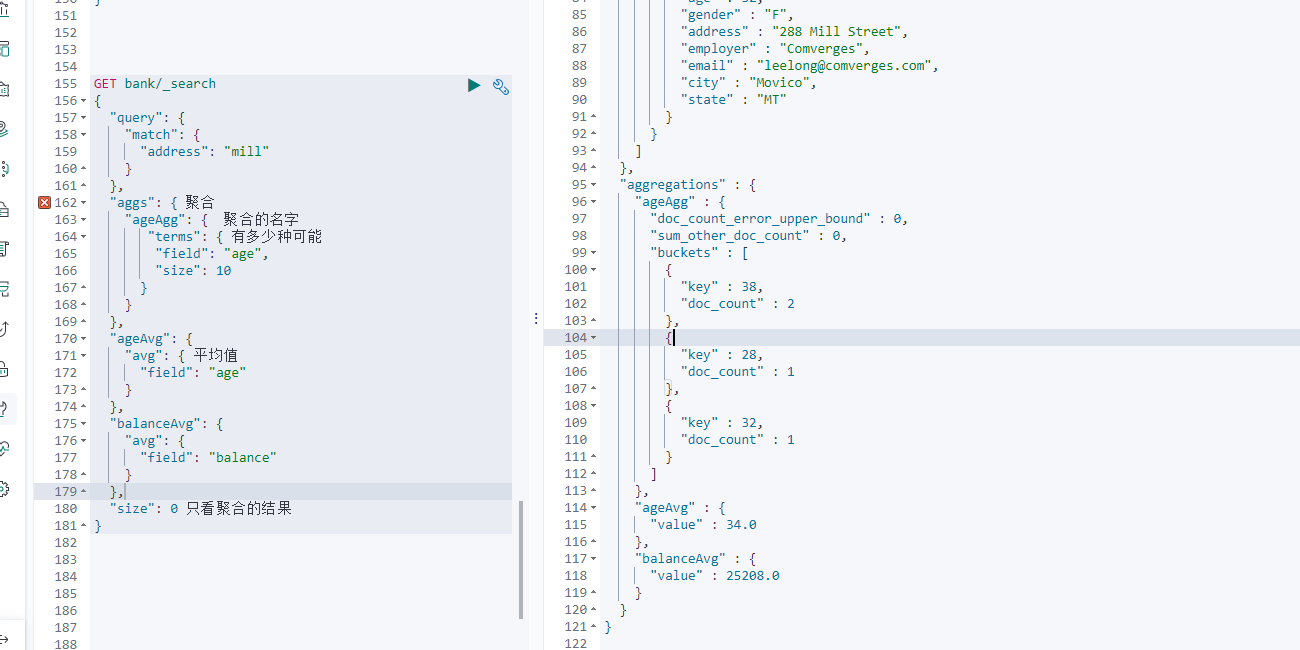 150 }
151
152
153
154
155 GET bank/_search
156 {
157 "query": {
158 "match": {
159 "address": "mill"
160 }
161 },
162 "aggs": { 聚合
163 "ageAgg": { 聚合的名字
164 "terms": { 有多少种可能
165 "field": "age",
166 "size": 10
167 }
168 }
169 },
170 "ageAvg": {
171 "avg": { 平均值
172 "field": "age"
173 }
174 },
175 "balanceAvg": {
176 "avg": {
177 "field": "balance"
178 }
179 },
180 "size": 0 只看聚合的结果
181 }
182
183
184
185
186
187
188
84 "age" : 32,
85 "gender" : "F",
86 "address" : "288 Mill Street",
87 "employer" : "Comverges",
88 "email" : "leelong@comverges.com",
89 "city" : "Movico",
90 "state" : "MT"
91 }
92 }
93 ]
94 },
95 "aggregations" : {
96 "ageAgg" : {
97 "doc_count_error_upper_bound" : 0,
98 "sum_other_doc_count" : 0,
99 "buckets" : [
100 {
101 "key" : 38,
102 "doc_count" : 2
103 },
104 {
105 "key" : 28,
106 "doc_count" : 1
107 },
108 {
109 "key" : 32,
110 "doc_count" : 1
111 }
112 ]
113 },
114 "ageAvg" : {
115 "value" : 34.0
116 },
117 "balanceAvg" : {
118 "value" : 25208.0
119 }
120 }
121 }
122